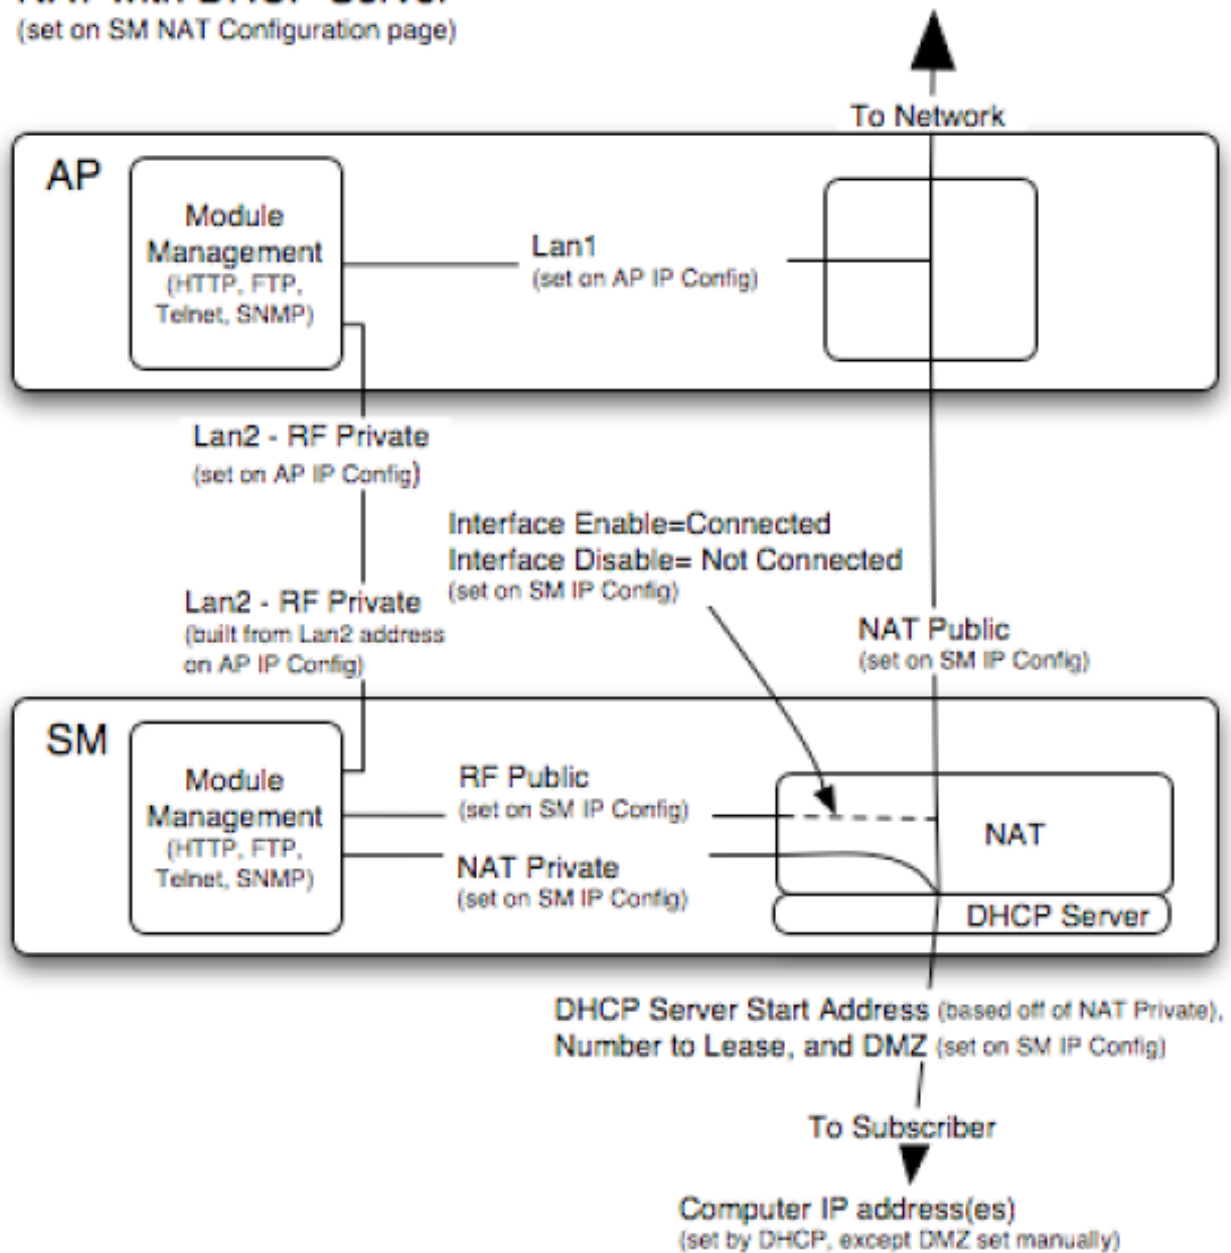 NAT with DHCP Server
(set on SM NAT Configuration page)
To Network
AP
Module
Management
(HTTP, FTP,
Telnet, SNMP)
Lan1
(set on AP IP Config)
Lan2 - RF Private
(set on AP IP Config)
Interface Enable=Connected
Interface Disable= Not Connected
(set on SM IP Config)
Lan2 - RF Private
(built from Lan2 address
on AP IP Config)
NAT Public
(set on SM IP Config)
SM
Module
Management
(HTTP, FTP,
Telnet, SNMP)
RF Public
(set on SM IP Config)
NAT Private
(set on SM IP Config)
NAT
DHCP Server
DHCP Server Start Address (based off of NAT Private),
Number to Lease, and DMZ (set on SM IP Config)
To Subscriber
Computer IP address(es)
(set by DHCP, except DMZ set manually)